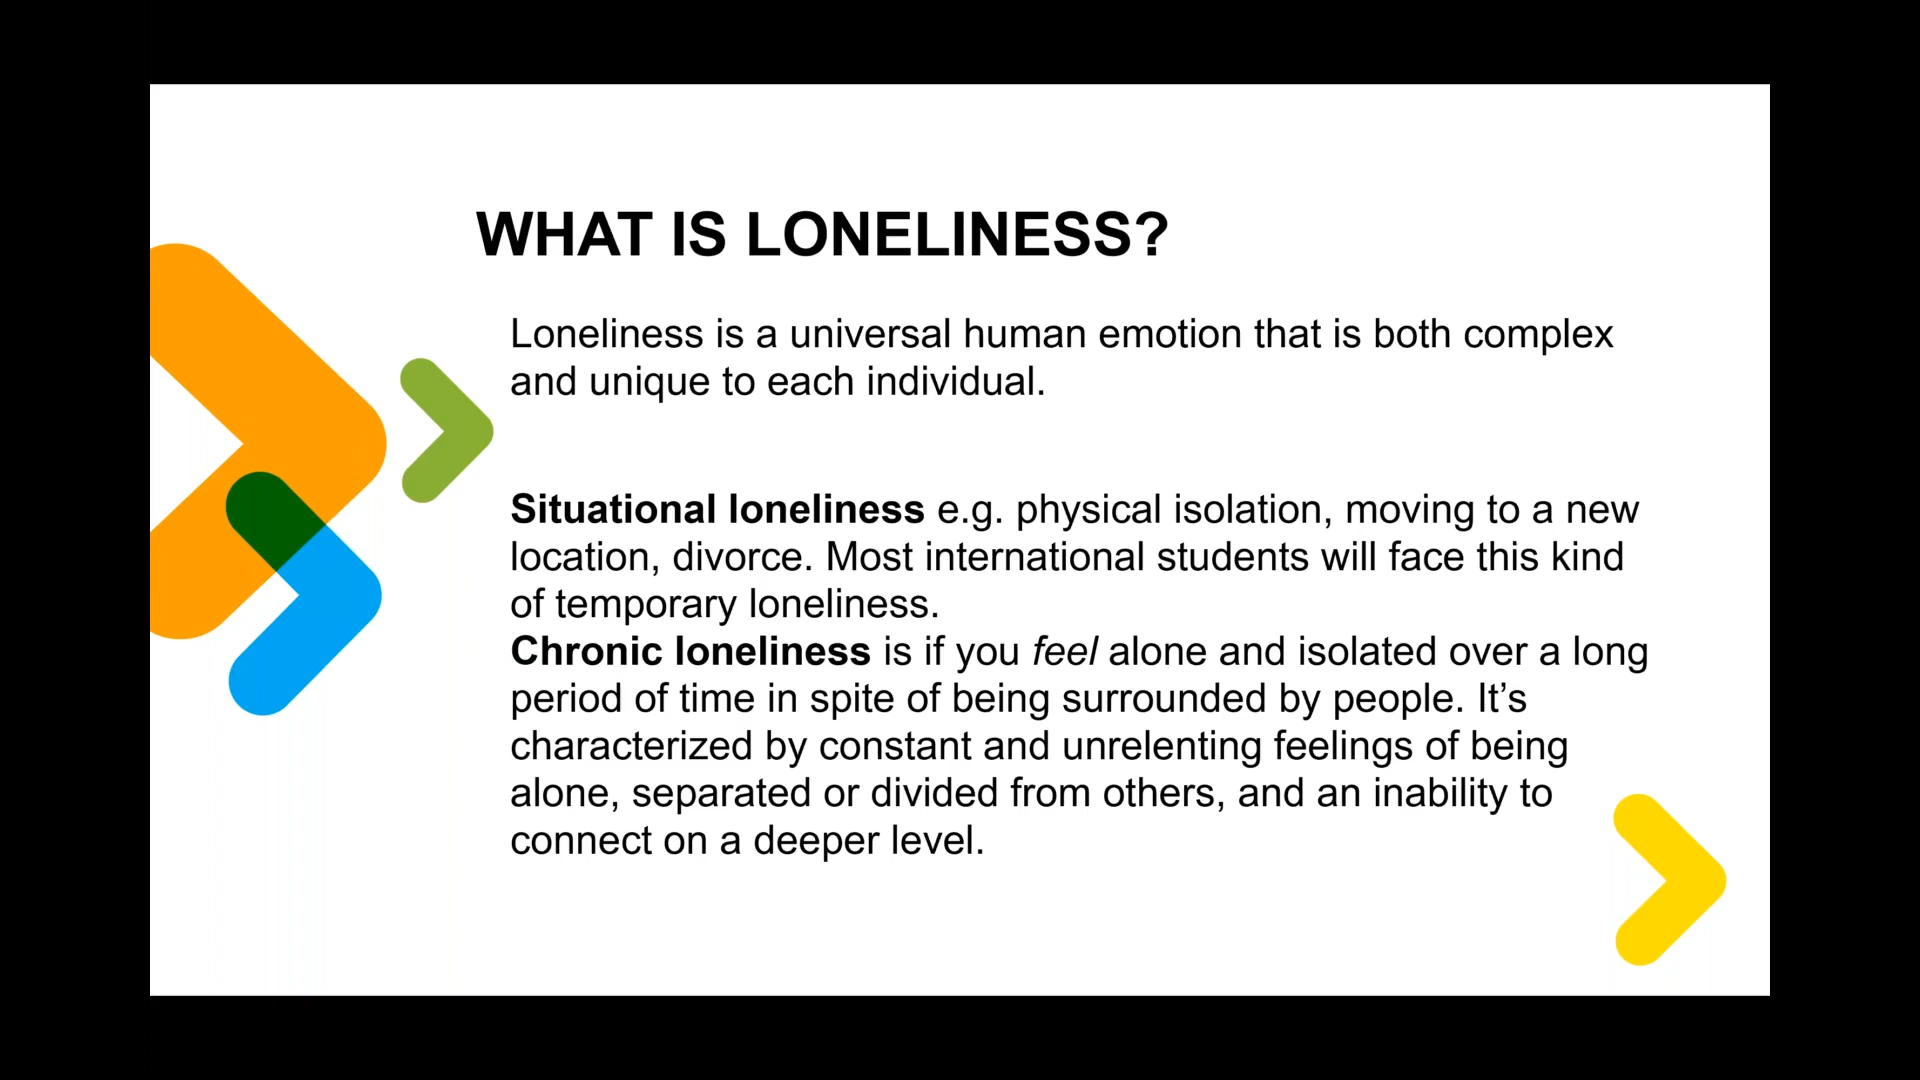 WHAT IS LONELINESS?
Loneliness is a universal human emotion that is both complex
and unique to each individual.
Situational loneliness e.g. physical isolation, moving to a new
location, divorce. Most international students will face this kind
of temporary loneliness.
Chronic loneliness is if you feel alone and isolated over a long
period of time in spite of being surrounded by people. It’s
characterized by constant and unrelenting feelings of being
alone, separated or divided from others, and an inability to
connect on a deeper level.